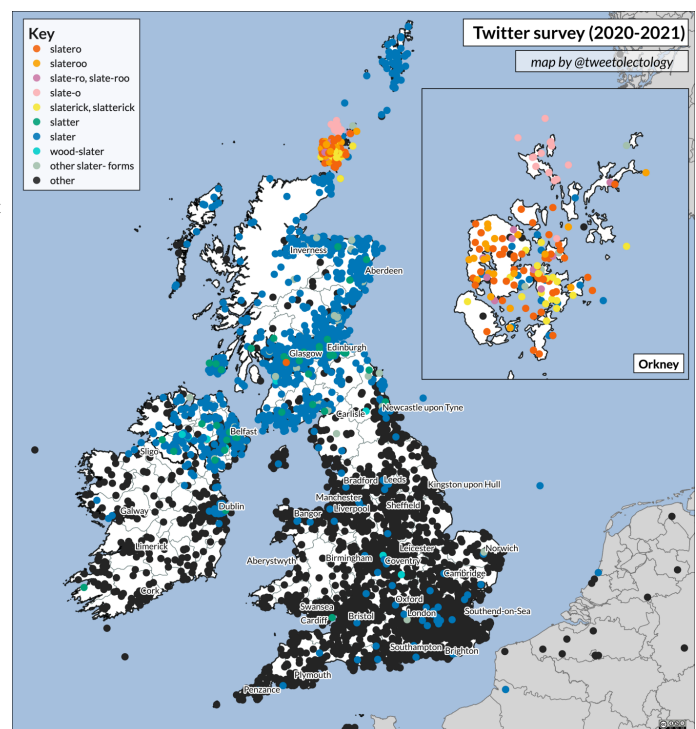 Twitter survey (2020-2021)
map by @tweetolectology
Key
slatero
slateroo
slate-ro, slate-roo
slate-o
slaterick, slatterick
slatter
slater
wood-slater
other slater- forms
other
Orkney
Inverness
Aberdeen
Edinburgh
Glasgow
Newcastle upon Tyne
Carlisle
Belfast
Sligo
Bradford
Leeds
Kingston upon Hull
Manchester
Liverpool
Sheffield
Dublin
Galway
Bangor
Limerick
Leicester
Norwich
Aberystwyth
Birmingham
Coventry
Cambridge
Cork
Oxford
Swansea
Cardiff
Bristol
London
Southend-on-Sea
Southampton
Brighton
Plymouth
Penzance